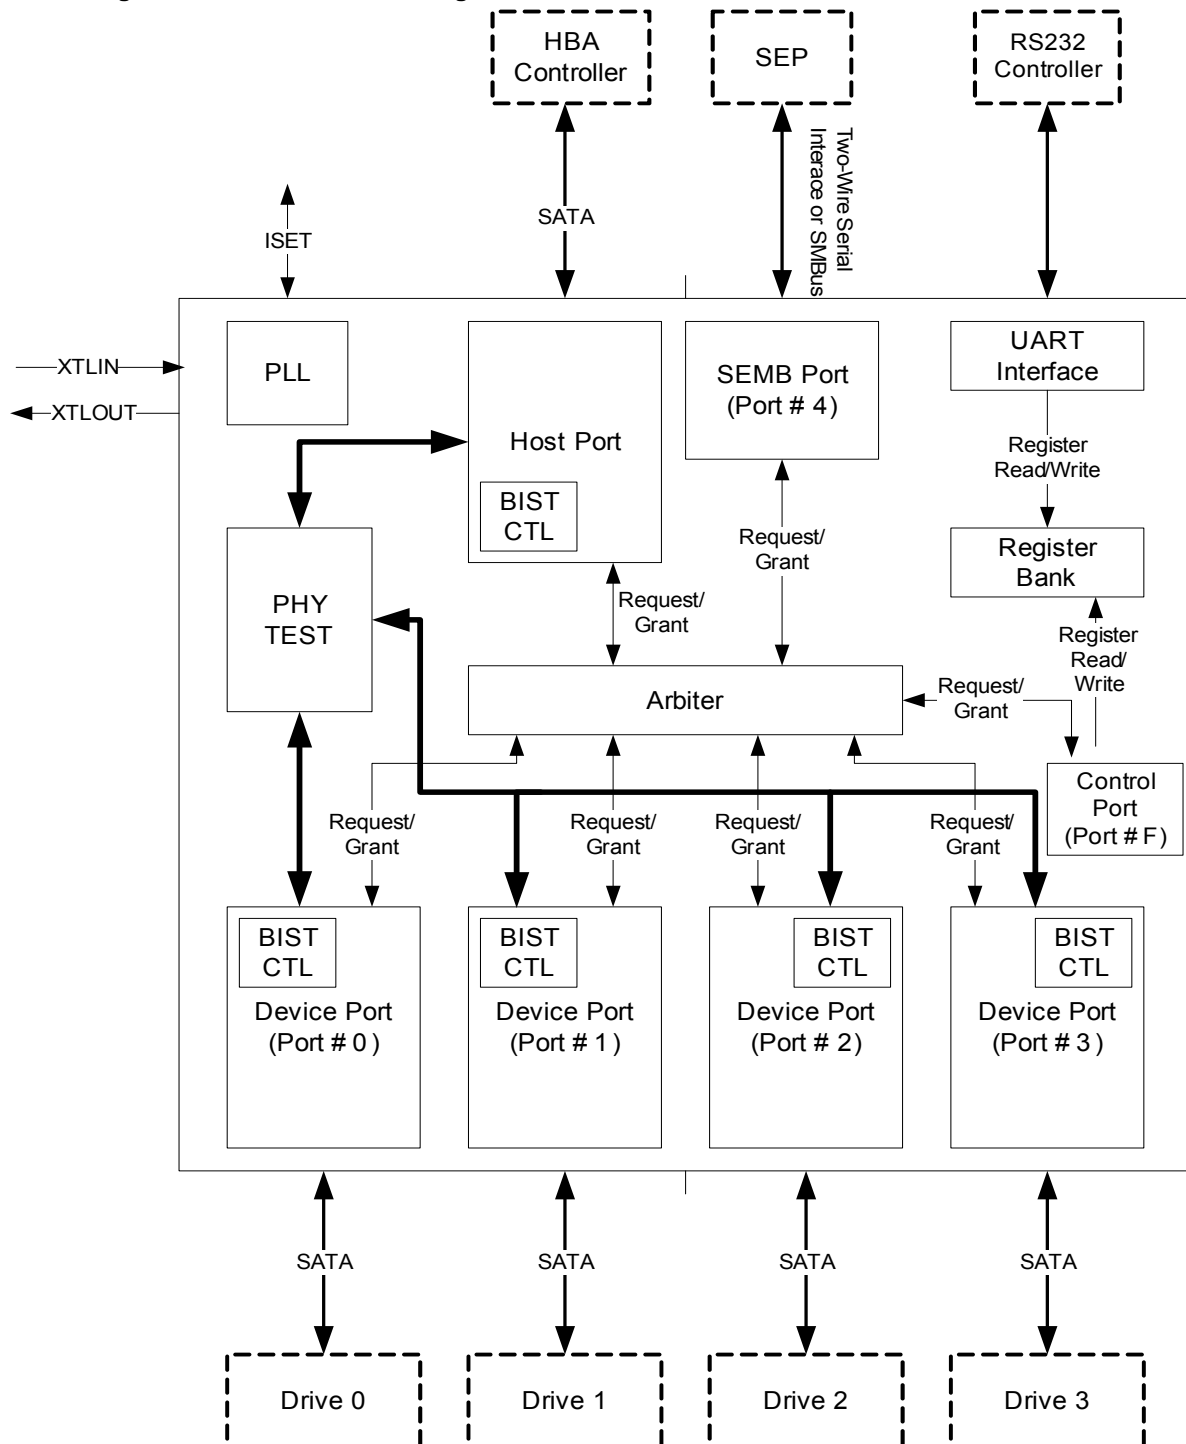 HBA
Controller
SEP
RS232
Controller
Two-Wire Serial
Interace or SMBus
SATA
ISET
XTLIN
XTLOUT
PLL
Host Port
BIST
CTL
SEMB Port
(Port # 4)
UART
Interface
Register
Read/Write
Register
Bank
Request/
Grant
Request/
Grant
PHY
TEST
Register
Read/
Write
Arbiter
Request/
Grant
Control
Port
(Port # F)
Request/
Grant
Request/
Grant
Request/
Grant
Request/
Grant
BIST
CTL
Device Port
(Port # 0)
BIST
CTL
Device Port
(Port # 1)
BIST
CTL
Device Port
(Port # 2)
BIST
CTL
Device Port
(Port # 3)
SATA
SATA
SATA
SATA
Drive 0
Drive 1
Drive 2
Drive 3